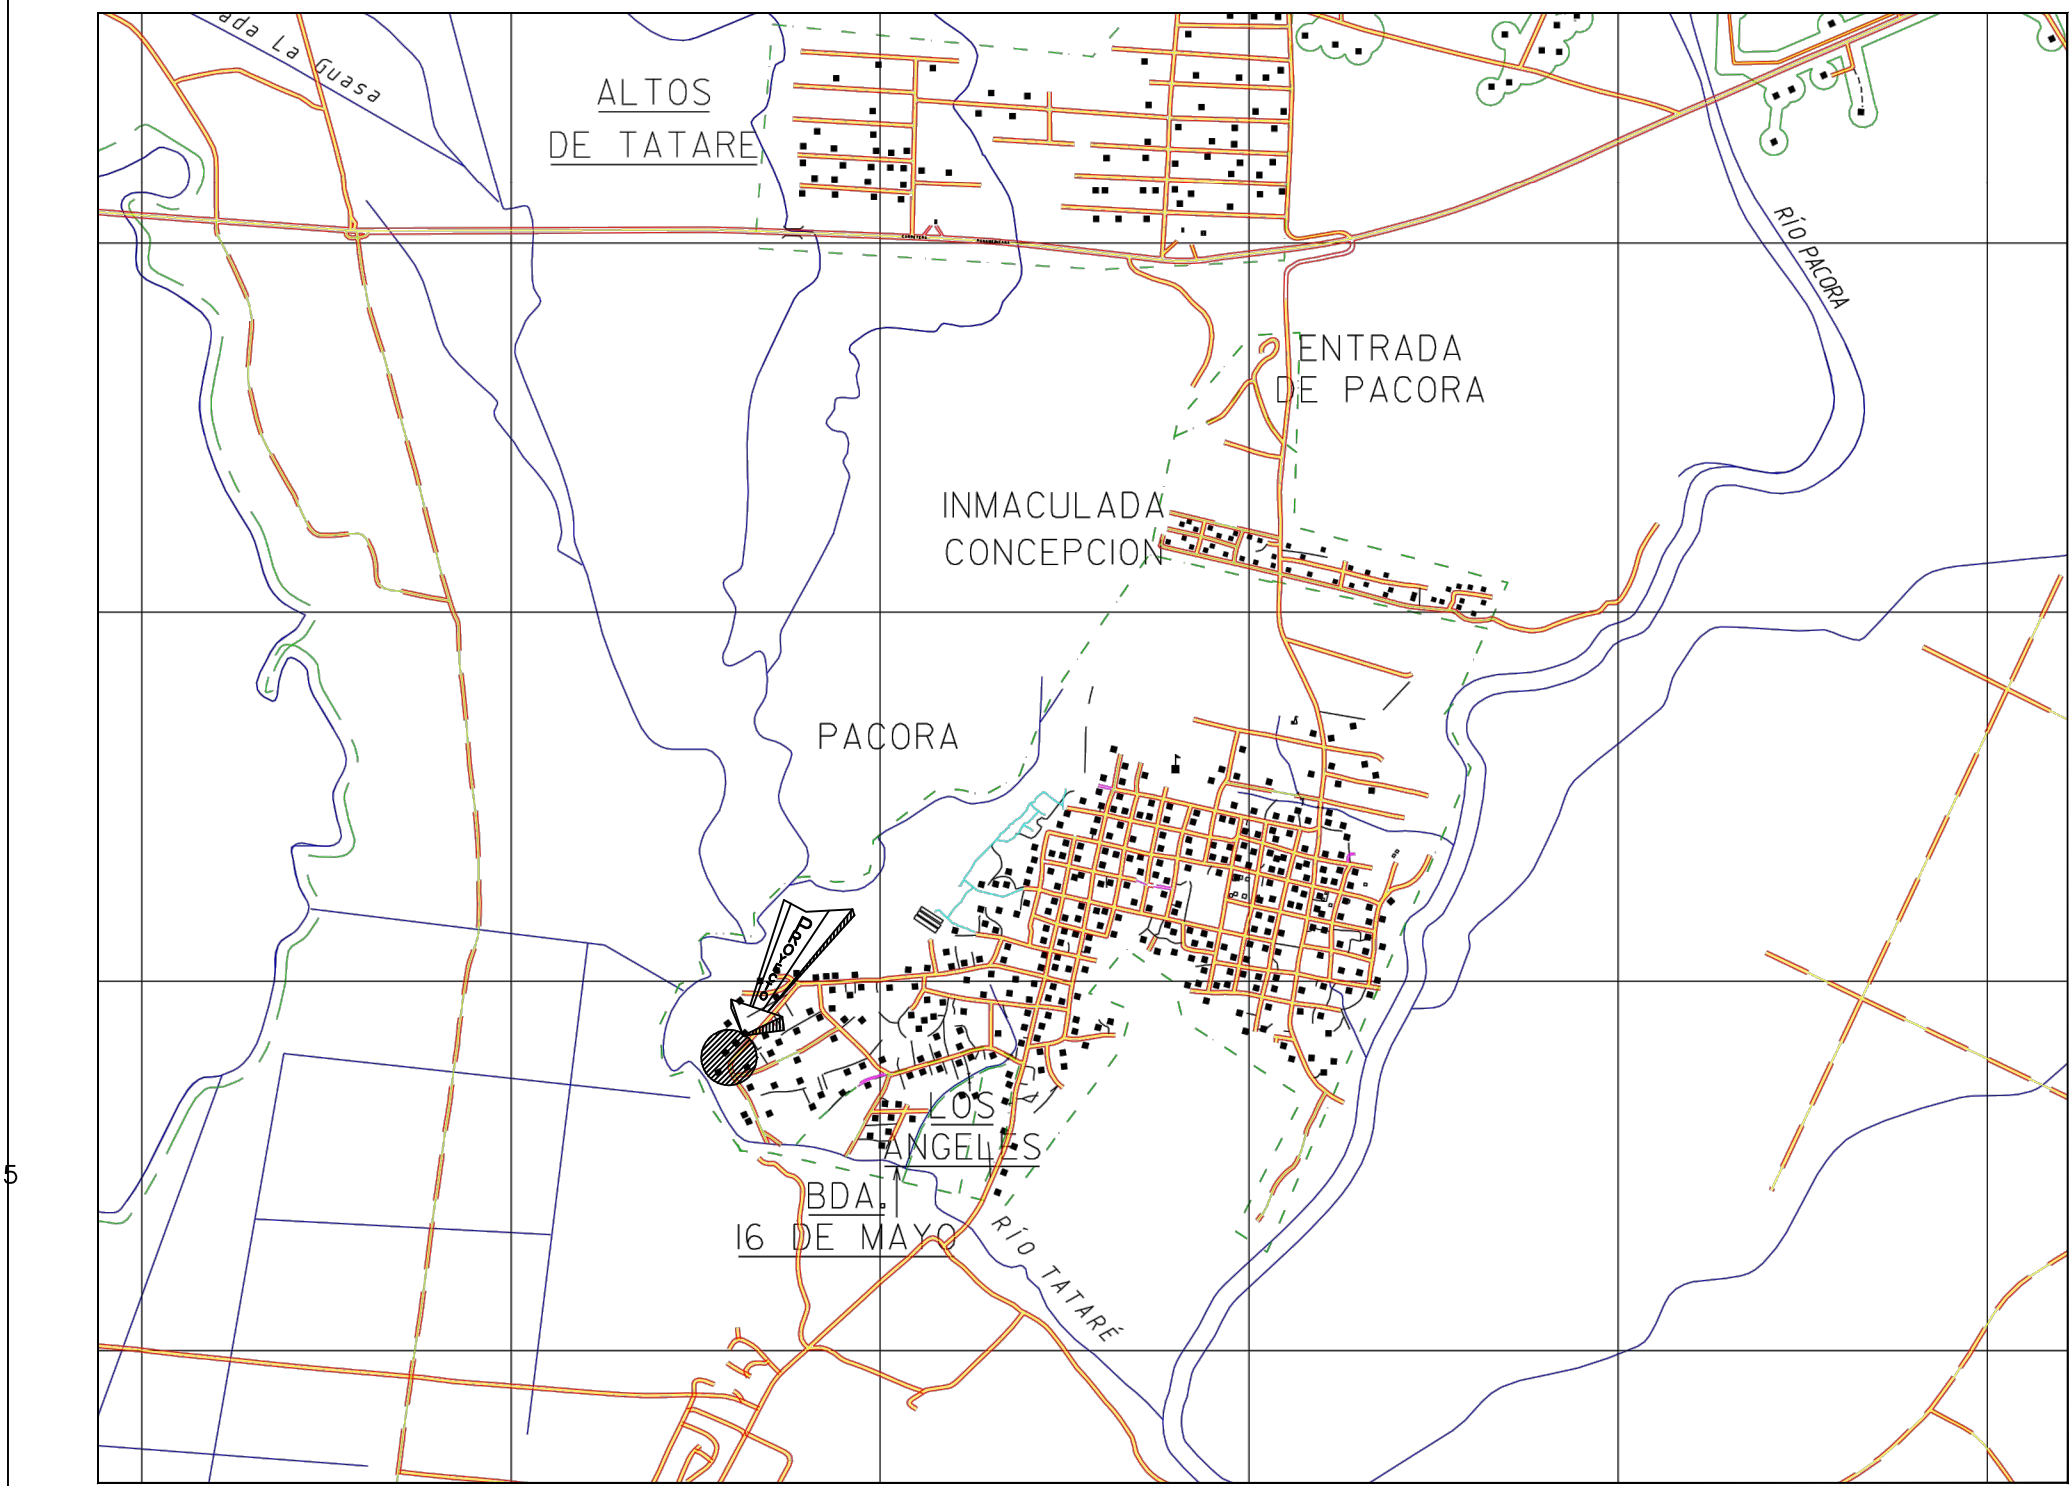 ada La Guasa
ALTOS
DE TATARE
RÍO PACORA
ENTRADA
DE PACORA
INMACULADA
CONCEPCION
PACORA
PROYECTO
LOS
ANGELES
5
BDA.
16 DE MAYO
RÍO TATARÉ